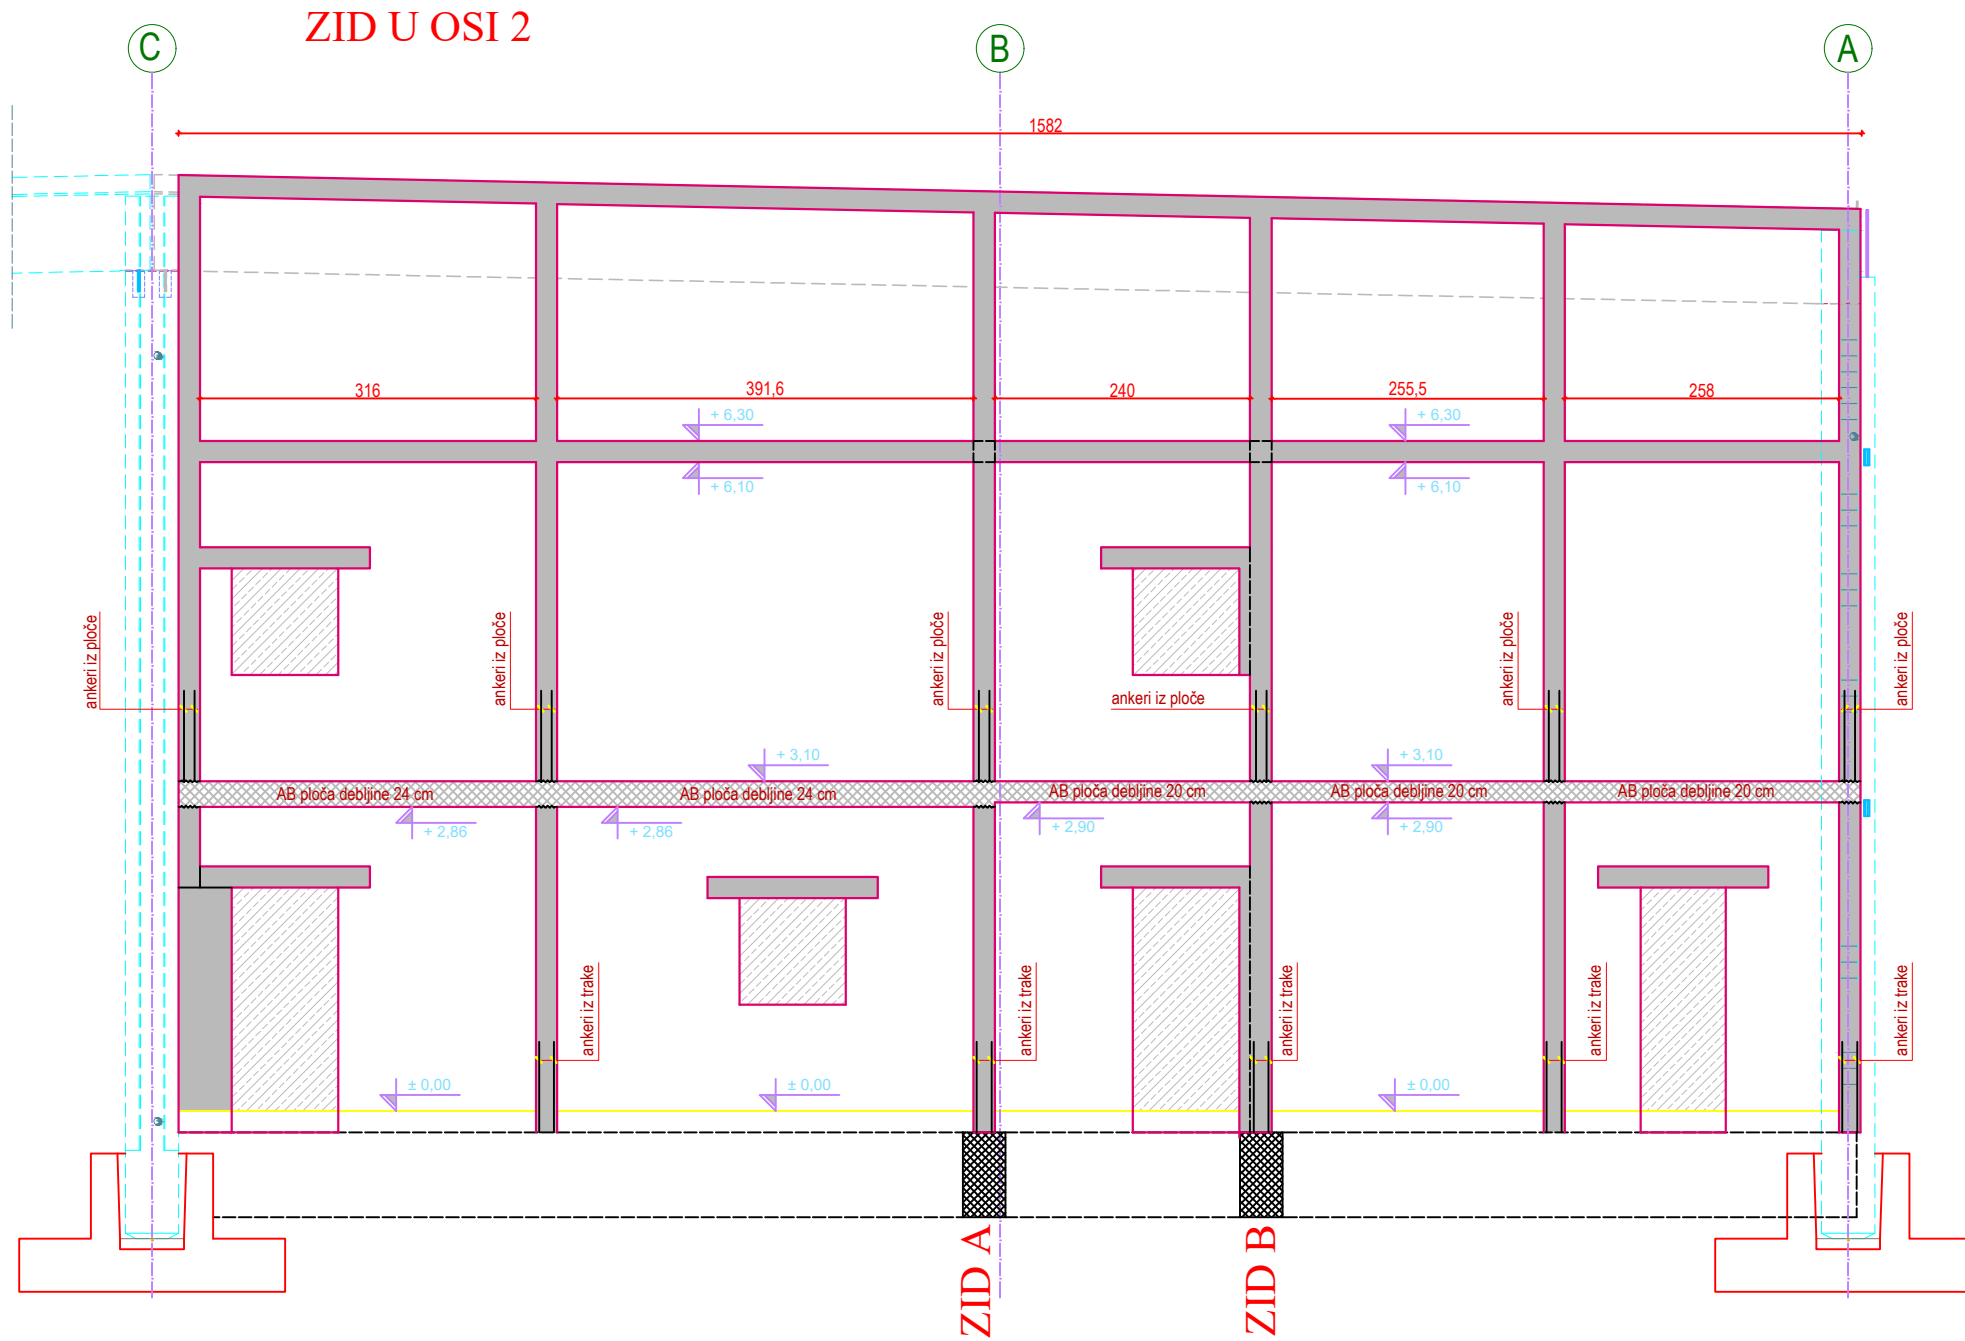 ZID U OSI 2
C
B
A
1582
316
391,6
240
255,5
258
+ 6,30
+ 6,30
+ 6,10
+ 6,10
ankeri iz ploče
ankeri iz ploče
ankeri iz ploče
ankeri iz ploče
ankeri iz ploče
ankeri iz ploče
+ 3,10
+ 3,10
AB ploča debljine 24 cm
AB ploča debljine 24 cm
AB ploča debljine 20 cm
AB ploča debljine 20 cm
AB ploča debljine 20 cm
+ 2,86
+ 2,86
+ 2,90
+ 2,90
ankeri iz trake
ankeri iz trake
ankeri iz trake
ankeri iz trake
ankeri iz trake
± 0,00
± 0,00
± 0,00
ZID A
ZID B